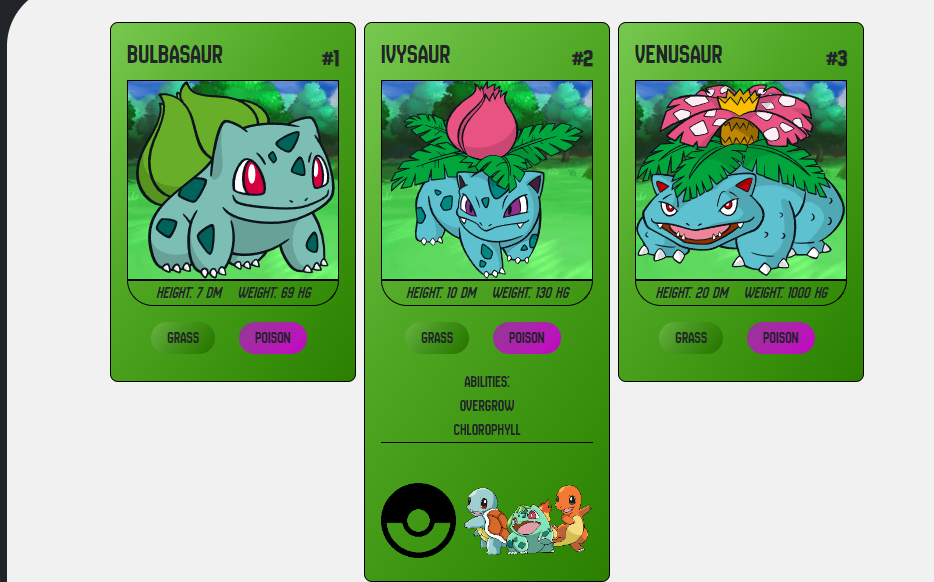 BULBASAUR #1
HEIGHT: 7 DM WEIGHT: 69 HG
GRASS POISON
IVYSAUR #2
HEIGHT: 10 DM WEIGHT: 130 HG
GRASS POISON
ABILITIES:
OVERGROW
CHLOROPHYLL
VENUSAUR #3
HEIGHT: 20 DM WEIGHT: 1000 HG
GRASS POISON